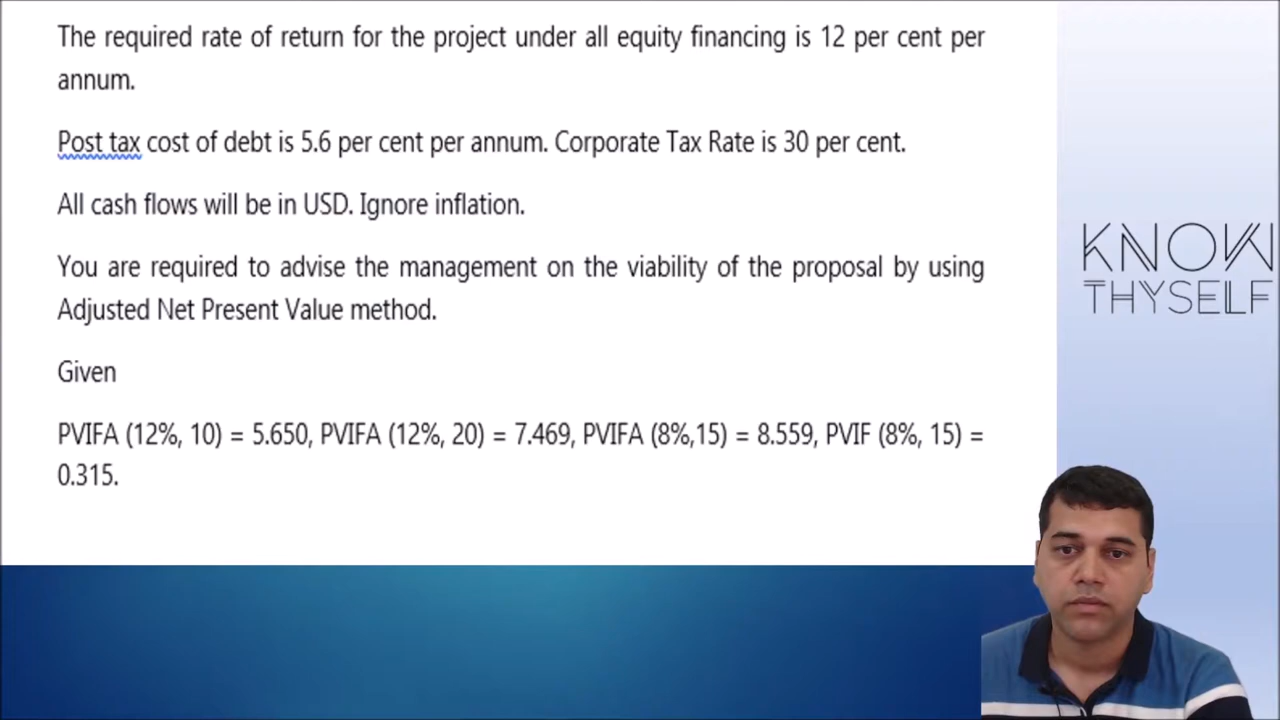 The required rate of return for the project under all equity financing is 12 per cent per
annum.
Post tax cost of debt is 5.6 per cent per annum. Corporate Tax Rate is 30 per cent.
All cash flows will be in USD. Ignore inflation.
You are required to advise the management on the viability of the proposal by using
Adjusted Net Present Value method.
Given
PVIFA (12%, 10) = 5.650, PVIFA (12%, 20) = 7.469, PVIFA (8%,15) = 8.559, PVIF (8%, 15) =
0.315.
KNOW
THYSELF